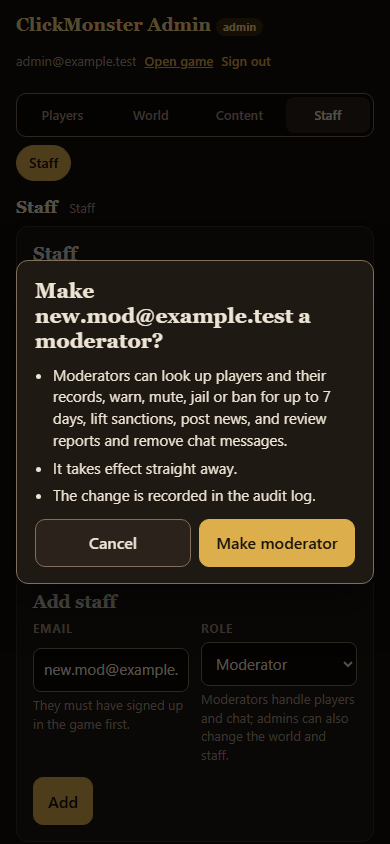 ClickMonster Admin admin
admin@example.test Open game Sign out
Players World Content Staff
Staff
Staff Staff
Staff
Make
new.mod@example.test a
moderator?
• Moderators can look up players and their
records, warn, mute, jail or ban for up to 7
days, lift sanctions, post news, and review
reports and remove chat messages.
• It takes effect straight away.
• The change is recorded in the audit log.
Cancel Make moderator
Add staff
EMAIL ROLE
new.mod@example. Moderator
They must have signed up
in the game first.
Moderators handle players
and chat; admins can also
change the world and
staff.
Add